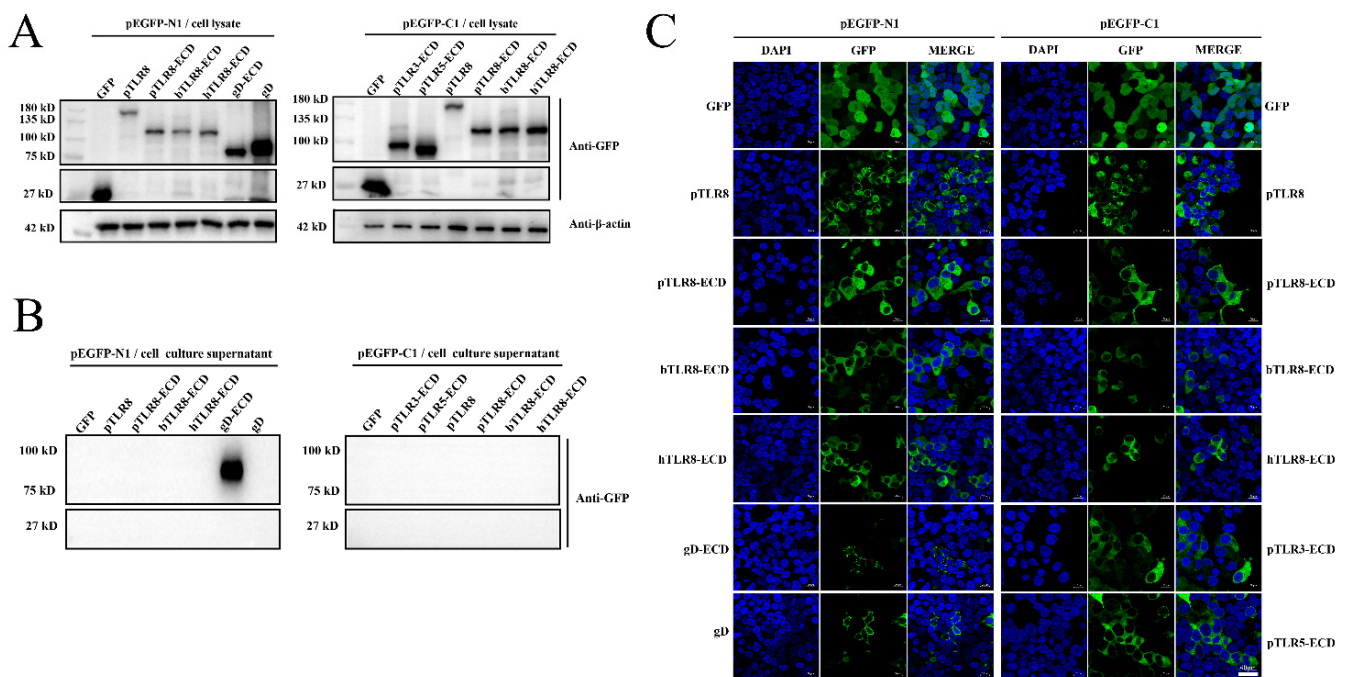 A
pEGFP-N1 / cell lysate
GFP
pTLR8
pTLR8-ECD
bTLR8-ECD
hTLR8-ECD
gD-ECD
gD
180 kD
135 kD
100 kD
75 kD
27 kD
42 kD
pEGFP-C1 / cell lysate
GFP
pTLR3-ECD
pTLR5-ECD
pTLR8
pTLR8-ECD
bTLR8-ECD
hTLR8-ECD
180 kD
135 kD
100 kD
75 kD
27 kD
42 kD
Anti-GFP
Anti-β-actin
B
pEGFP-N1 / cell culture supernatant
GFP
pTLR8
pTLR8-ECD
bTLR8-ECD
hTLR8-ECD
gD-ECD
gD
100 kD
75 kD
27 kD
pEGFP-C1 / cell culture supernatant
GFP
pTLR3-ECD
pTLR5-ECD
pTLR8
pTLR8-ECD
bTLR8-ECD
hTLR8-ECD
100 kD
75 kD
27 kD
Anti-GFP
C
pEGFP-N1
pEGFP-C1
DAPI GFP MERGE DAPI GFP MERGE
GFP GFP
pTLR8 pTLR8
pTLR8-ECD pTLR8-ECD
bTLR8-ECD bTLR8-ECD
hTLR8-ECD hTLR8-ECD
gD-ECD pTLR3-ECD
gD pTLR5-ECD